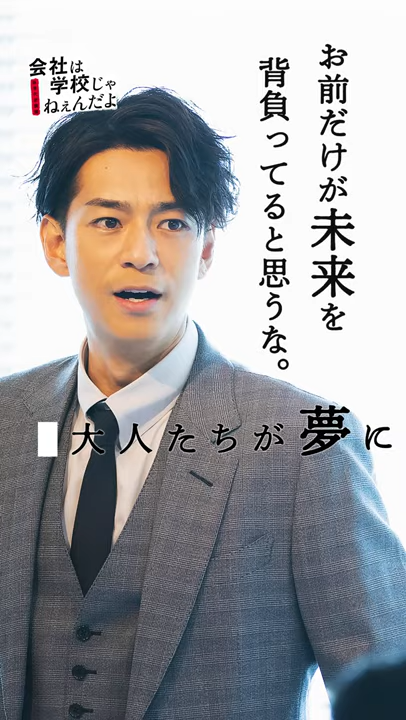 会社は
学校じゃ
ねぇんだよ
お前だけが未来を
背負ってると思うな。
大人たちが夢に